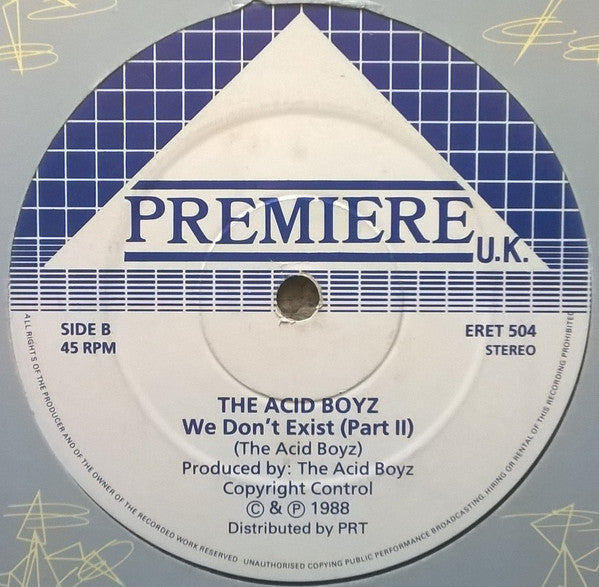 PREMIERE
U.K.
SIDE B
45 RPM
ERET 504
STEREO
THE ACID BOYZ
We Don't Exist (Part II)
(The Acid Boyz)
Produced by: The Acid Boyz
Copyright Control
© & ℗ 1988
Distributed by PRT
ALL RIGHTS OF THE PRODUCER AND OF THE OWNER OF THE RECORDED WORK RESERVED UNAUTHORISED COPYING PUBLIC PERFORMANCE BROADCASTING, HIRING OR RENTAL OF THIS RECORDING PROHIBITED